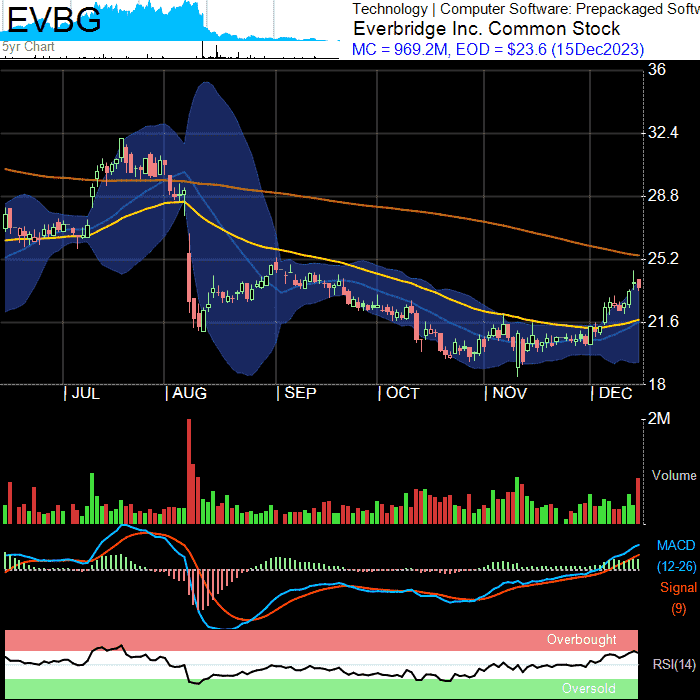 EVBG
5yr Chart
Technology | Computer Software: Prepackaged Softw
Everbridge Inc. Common Stock
MC = 969.2M, EOD = $23.6 (15Dec2023)
36
32.4
28.8
25.2
21.6
18
| JUL | AUG | SEP | OCT | NOV | DEC
2M
Volume
MACD
(12-26)
Signal
(9)
Overbought
RSI(14)
Oversold